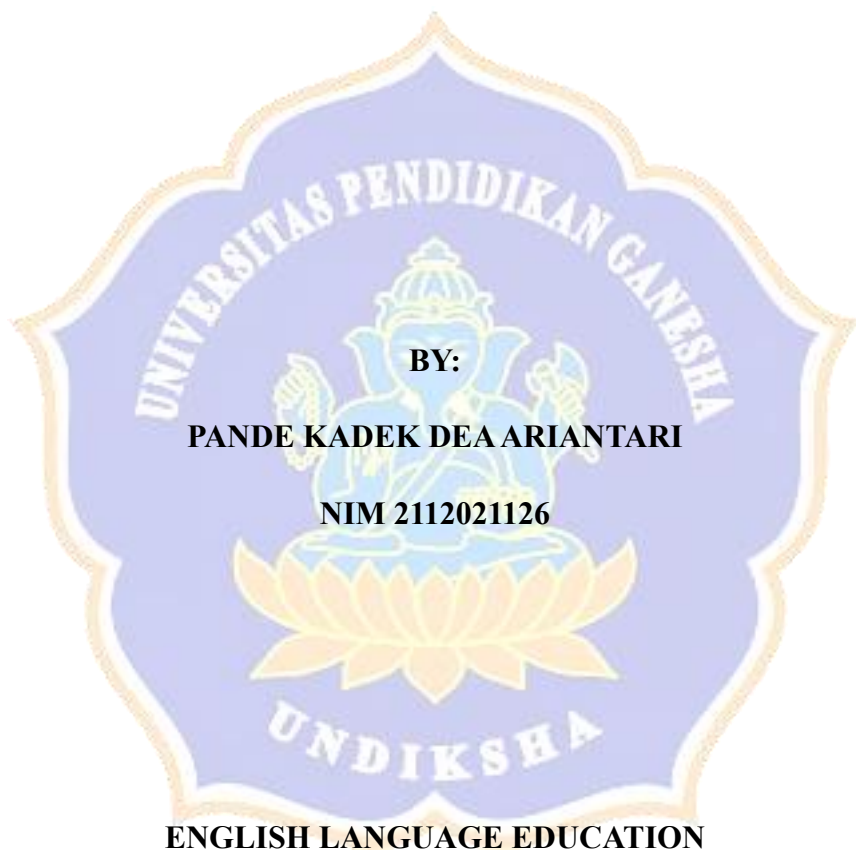 UNIVERSITAS PENDIDIKAN GANESHA
BY:
PANDE KADEK DEA ARIANTARI
NIM 2112021126
UNDIKSHA
ENGLISH LANGUAGE EDUCATION